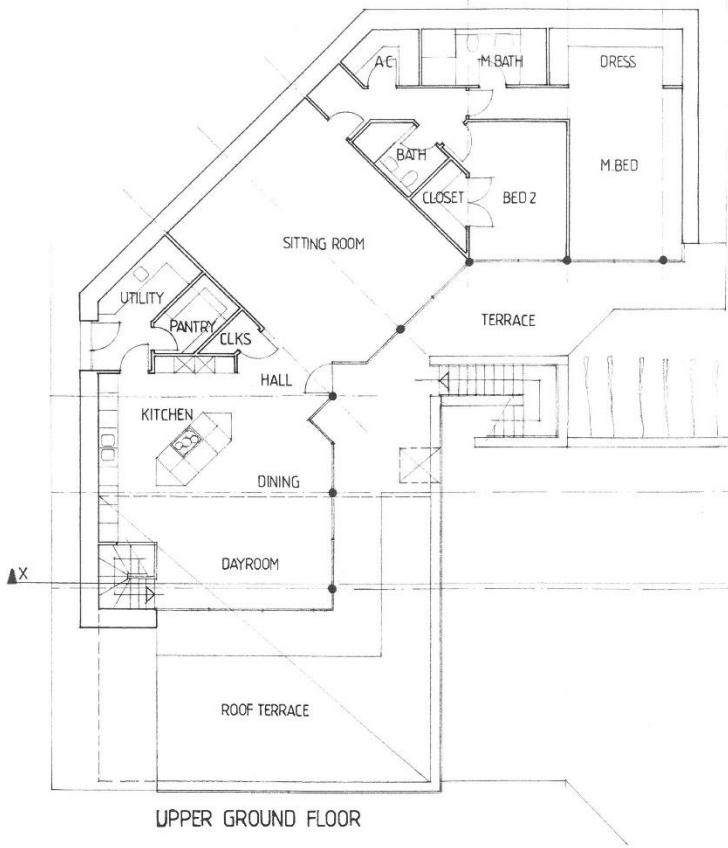 A.C
M.BATH
DRESS
BATH
M.BED
CLOSET
BED 2
SITTING ROOM
UTILITY
PANTRY
TERRACE
CLKS
HALL
KITCHEN
DINING
DAYROOM
X
ROOF TERRACE
UPPER GROUND FLOOR